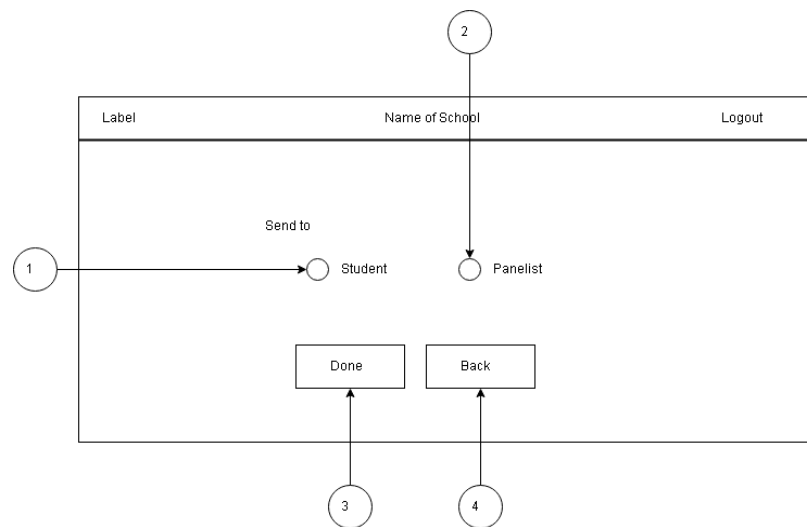 2
Label Name of School Logout
Send to
1 Student Panelist
Done Back
3 4